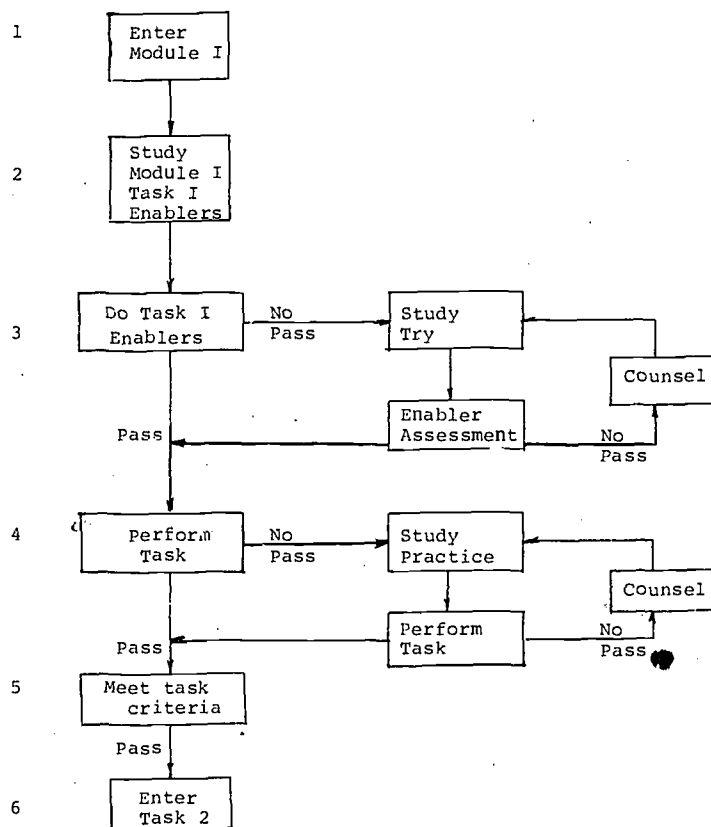 1
Enter
Module I
2
Study
Module I
Task I
Enablers
3
Do Task I
Enablers
No
Pass
Study
Try
Counsel
Pass
Enabler
Assessment
No
Pass
4
Perform
Task
No
Pass
Study
Practice
Counsel
Pass
Perform
Task
No
Pass
5
Meet task
criteria
Pass
6
Enter
Task 2